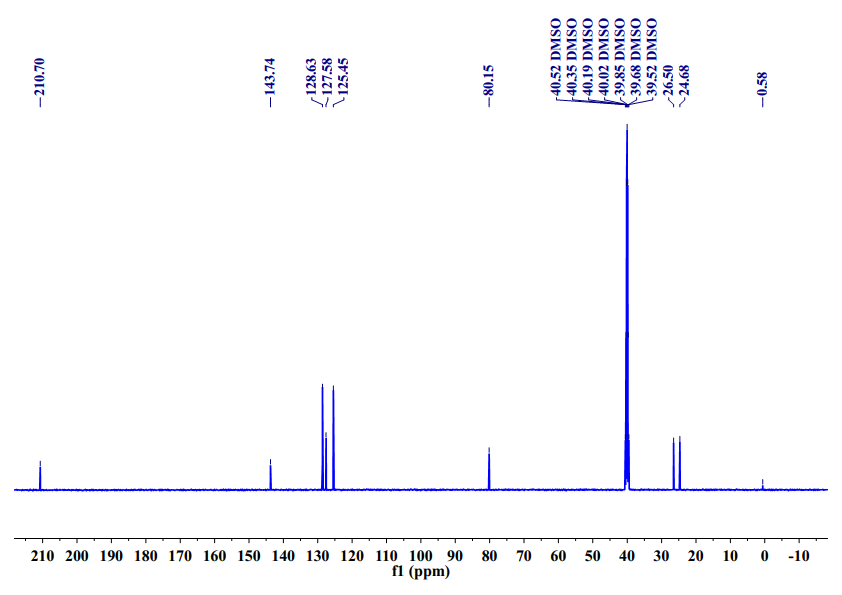 210.70
143.74
128.63
127.58
125.45
80.15
40.52 DMSO
40.35 DMSO
40.19 DMSO
40.02 DMSO
39.85 DMSO
39.68 DMSO
39.52 DMSO
26.50
24.68
0.58
210 200 190 180 170 160 150 140 130 120 110 100 90 80 70 60 50 40 30 20 10 0 -10
f1 (ppm)